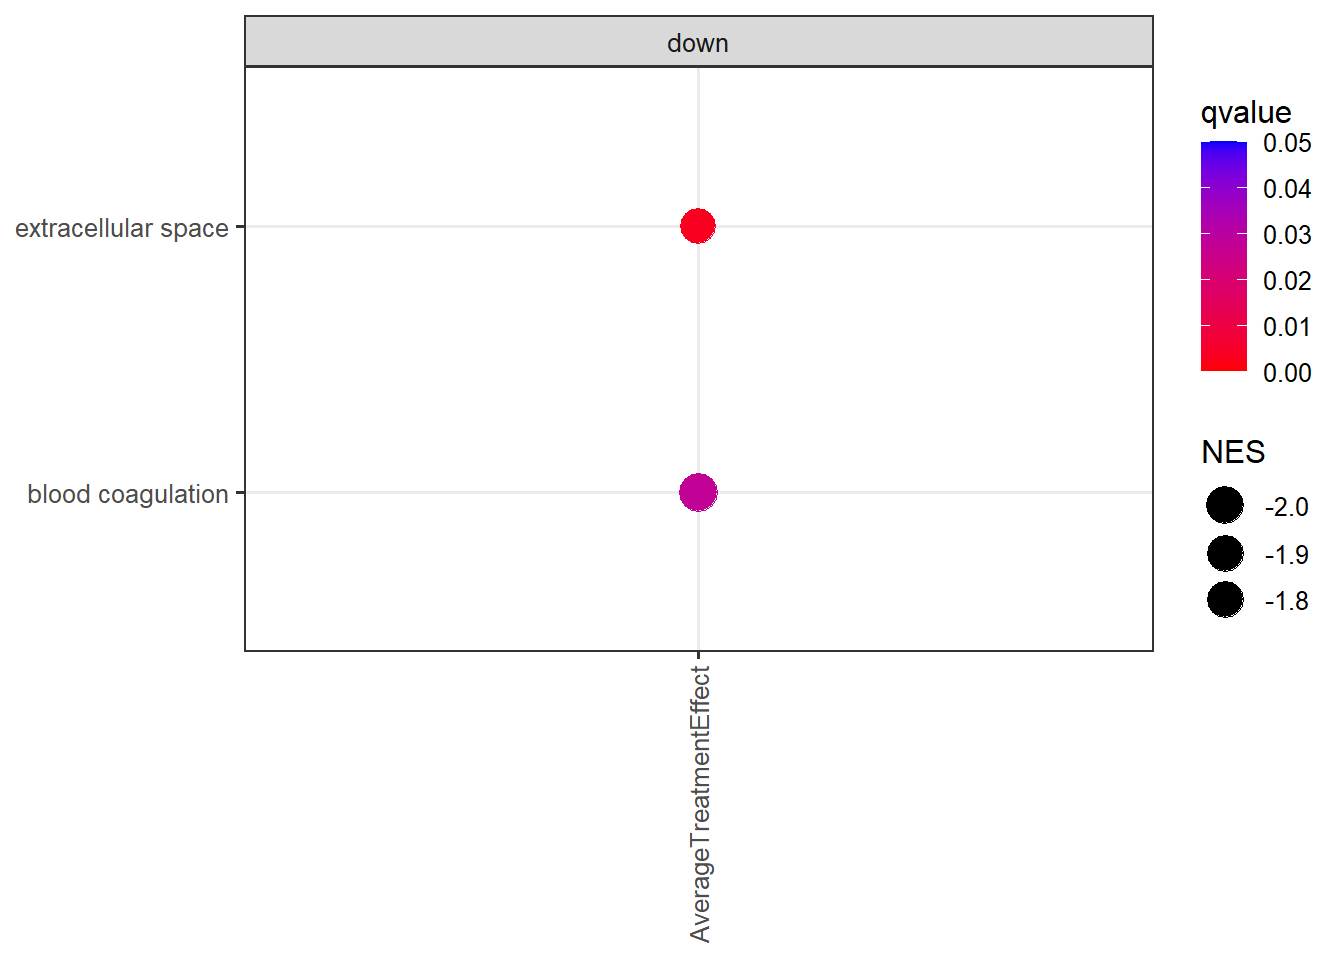 down
extracellular space
blood coagulation
AverageTreatmentEffect
qvalue
0.05
0.04
0.03
0.02
0.01
0.00
NES
-2.0
-1.9
-1.8